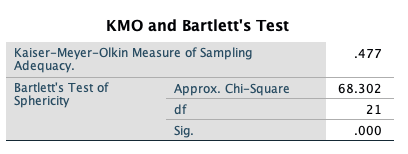 KMO and Bartlett's Test
Kaiser-Meyer-Olkin Measure of Sampling .477
Adequacy.
Bartlett's Test of Approx. Chi-Square 68.302
Sphericity
df 21
Sig. .000